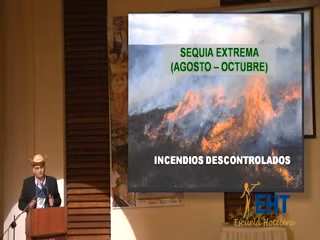 SEQUIA EXTREMA
(AGOSTO – OCTUBRE)
INCENDIOS DESCONTROLADOS
EHT
Escuela Hotelera